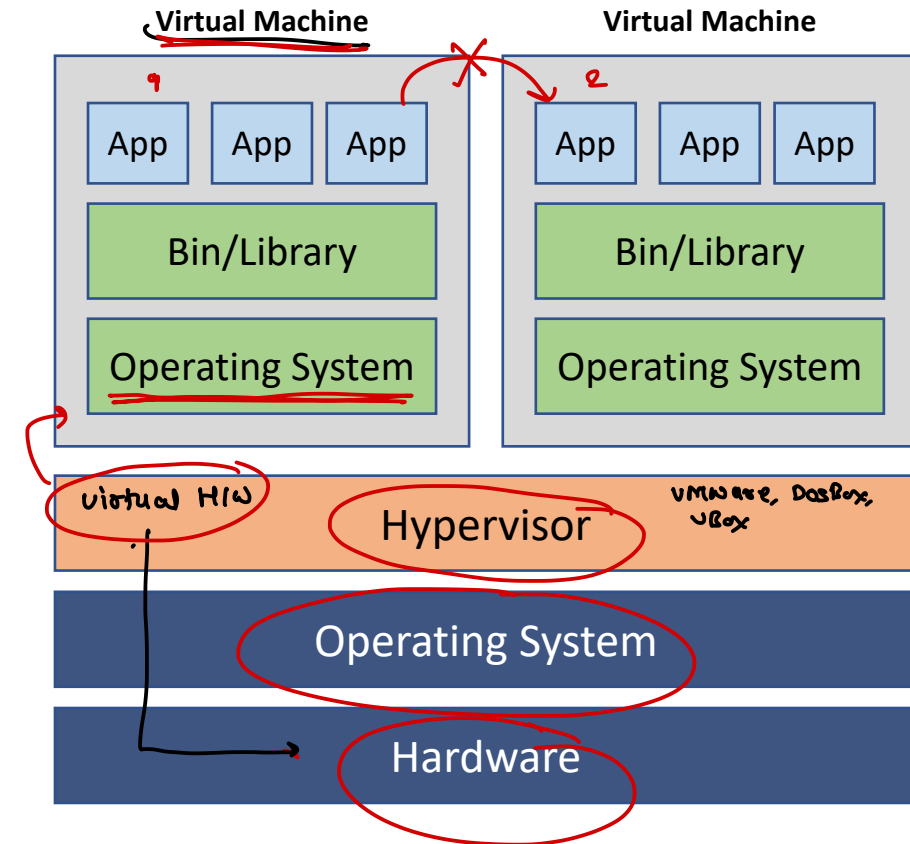 Virtual Machine Virtual Machine
App App App App App App
Bin/Library Bin/Library
Operating System Operating System
virtual H/W
VMware, DosBox,
VBox
Hypervisor
Operating System
Hardware